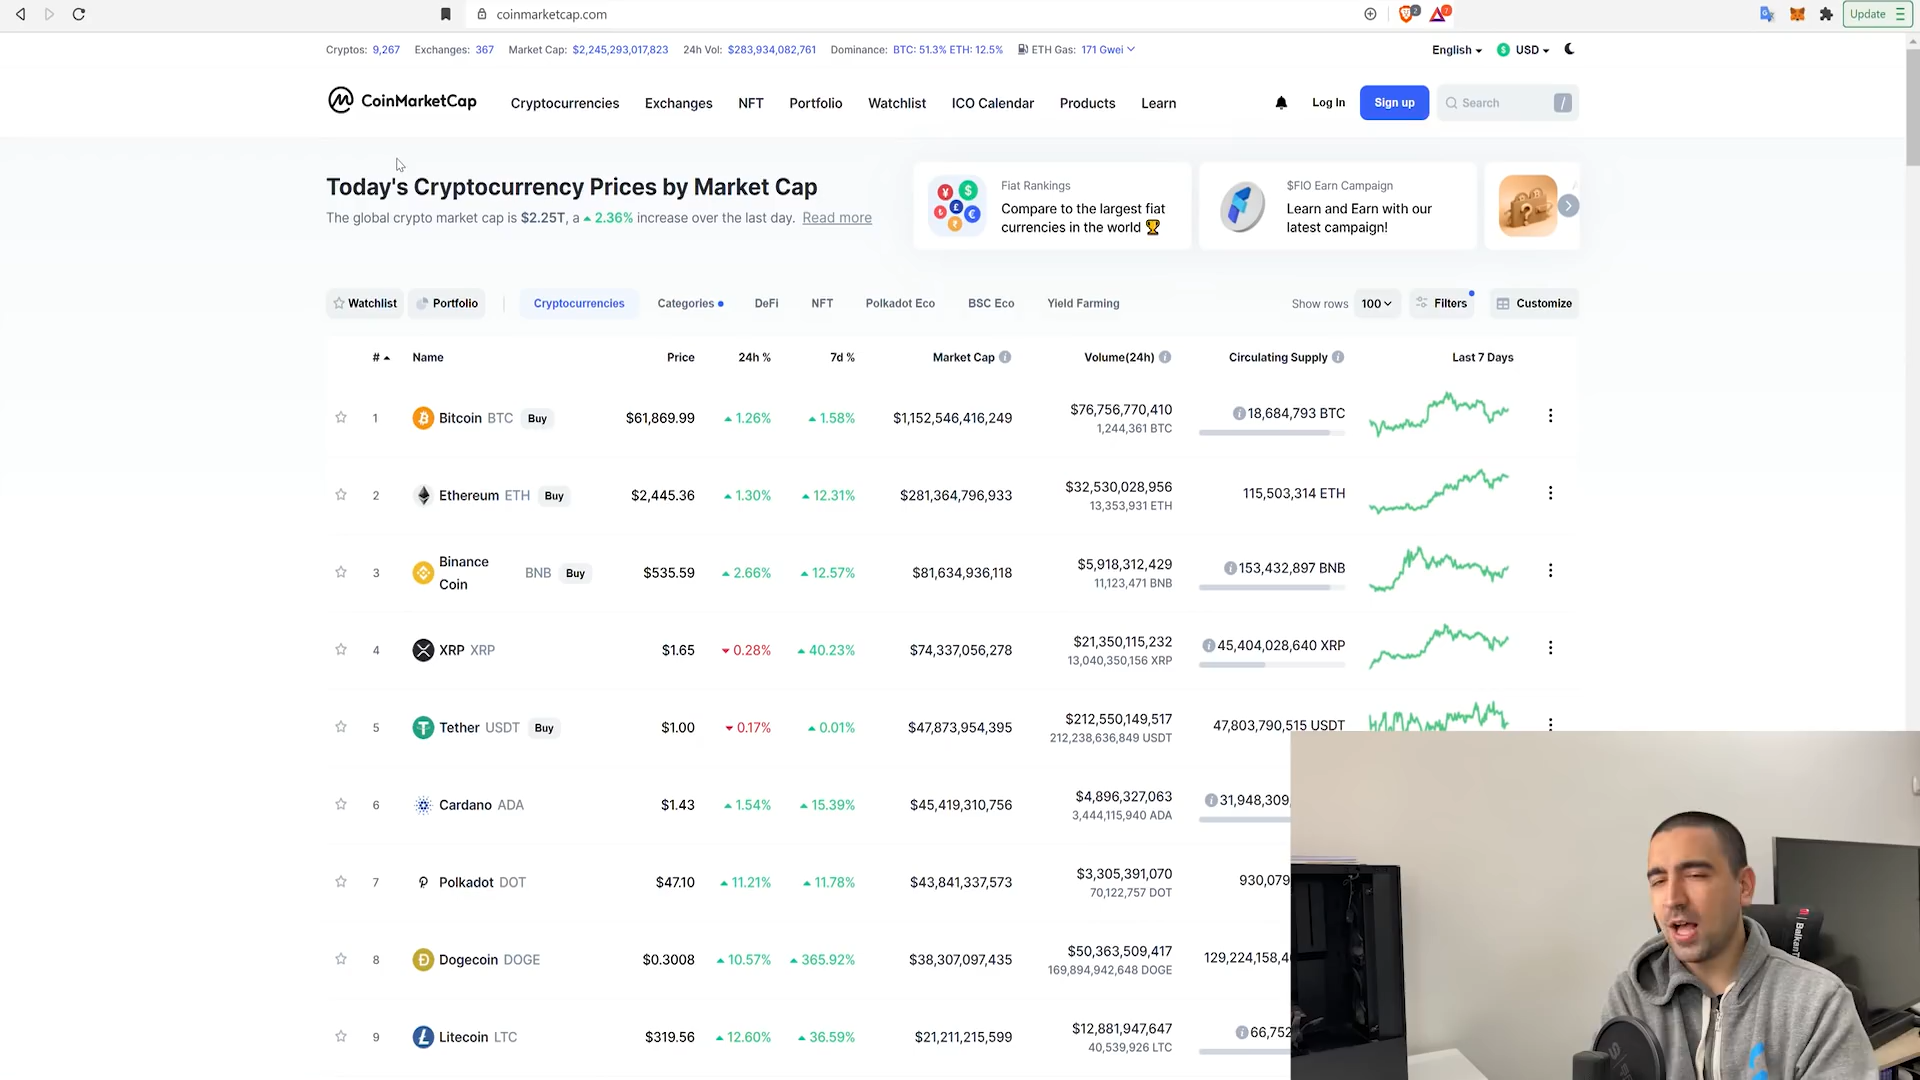 coinmarketcap.com
2
7
Update
Cryptos: 9,267 Exchanges: 367 Market Cap: $2,245,293,017,823 24h Vol: $283,934,082,761 Dominance: BTC: 51.3% ETH: 12.5% ETH Gas: 171 Gwei
English USD
CoinMarketCap Cryptocurrencies Exchanges NFT Portfolio Watchlist ICO Calendar Products Learn Log In Sign up Search /
Today's Cryptocurrency Prices by Market Cap
The global crypto market cap is $2.25T, a 2.36% increase over the last day. Read more
Fiat Rankings
Compare to the largest fiat
currencies in the world
$FIO Earn Campaign
Learn and Earn with our
latest campaign!
Watchlist Portfolio Cryptocurrencies Categories DeFi NFT Polkadot Eco BSC Eco Yield Farming Show rows 100 Filters Customize
# Name Price 24h % 7d % Market Cap Volume(24h) Circulating Supply Last 7 Days
1 Bitcoin BTC Buy $61,869.99 1.26% 1.58% $1,152,546,416,249 $76,756,770,410 18,684,793 BTC
1,244,361 BTC
2 Ethereum ETH Buy $2,445.36 1.30% 12.31% $281,364,796,933 $32,530,028,956 115,503,314 ETH
13,353,931 ETH
3 Binance Coin BNB Buy $535.59 2.66% 12.57% $81,634,936,118 $5,918,312,429 153,432,897 BNB
11,123,471 BNB
4 XRP XRP $1.65 0.28% 40.23% $74,337,056,278 $21,350,115,232 45,404,028,640 XRP
13,040,350,156 XRP
5 Tether USDT Buy $1.00 0.17% 0.01% $47,873,954,395 $212,550,149,517 47,803,790,515 USDT
212,238,636,849 USDT
6 Cardano ADA $1.43 1.54% 15.39% $45,419,310,756 $4,896,327,063 31,948,309,
3,444,115,940 ADA
7 Polkadot DOT $47.10 11.21% 11.78% $43,841,337,573 $3,305,391,070 930,079
70,122,757 DOT
8 Dogecoin DOGE $0.3008 10.57% 365.92% $38,307,097,435 $50,363,509,417 129,224,158,4
169,894,942,648 DOGE
9 Litecoin LTC $319.56 12.60% 36.59% $21,211,215,599 $12,881,947,647 66,752
40,539,926 LTC